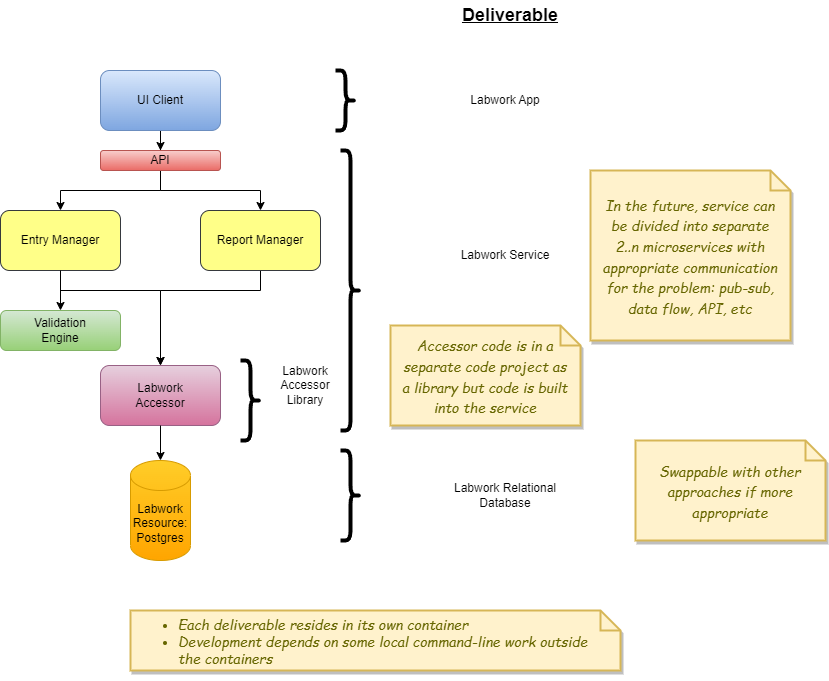 Deliverable
UI Client
Labwork App
API
Entry Manager
Report Manager
Labwork Service
In the future, service can
be divided into separate
2..n microservices with
appropriate communication
for the problem: pub-sub,
data flow, API, etc
Validation
Engine
Accessor code is in a
separate code project as
a library but code is built
into the service
Labwork
Accessor
Labwork
Accessor
Library
Labwork Relational
Database
Swappable with other
approaches if more
appropriate
Labwork
Resource:
Postgres
• Each deliverable resides in its own container
• Development depends on some local command-line work outside
the containers